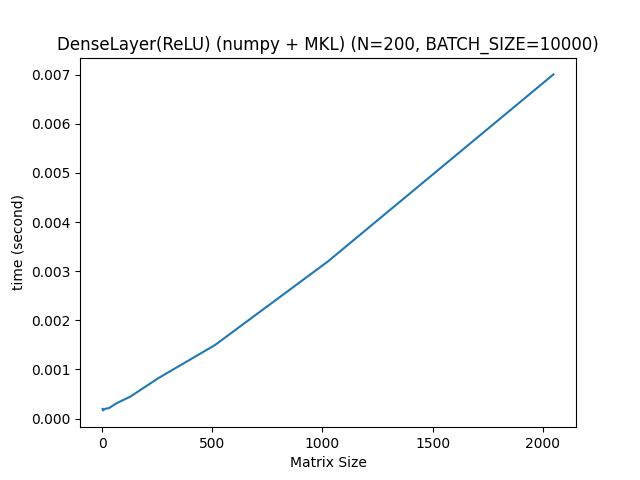 DenseLayer(ReLU) (numpy + MKL) (N=200, BATCH_SIZE=10000)
0.007
0.006
0.005
0.004
0.003
0.002
0.001
0.000
time (second)
0 500 1000 1500 2000
Matrix Size